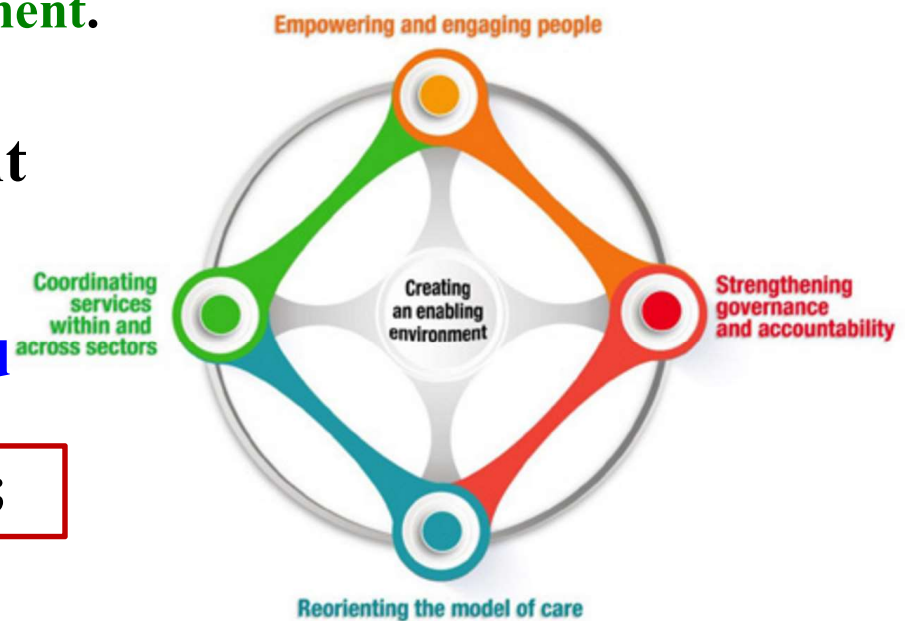 Empowering and engaging people
Coordinating
services
within and
across sectors
Creating
an enabling
environment
Strengthening
governance
and accountability
Reorienting the model of care